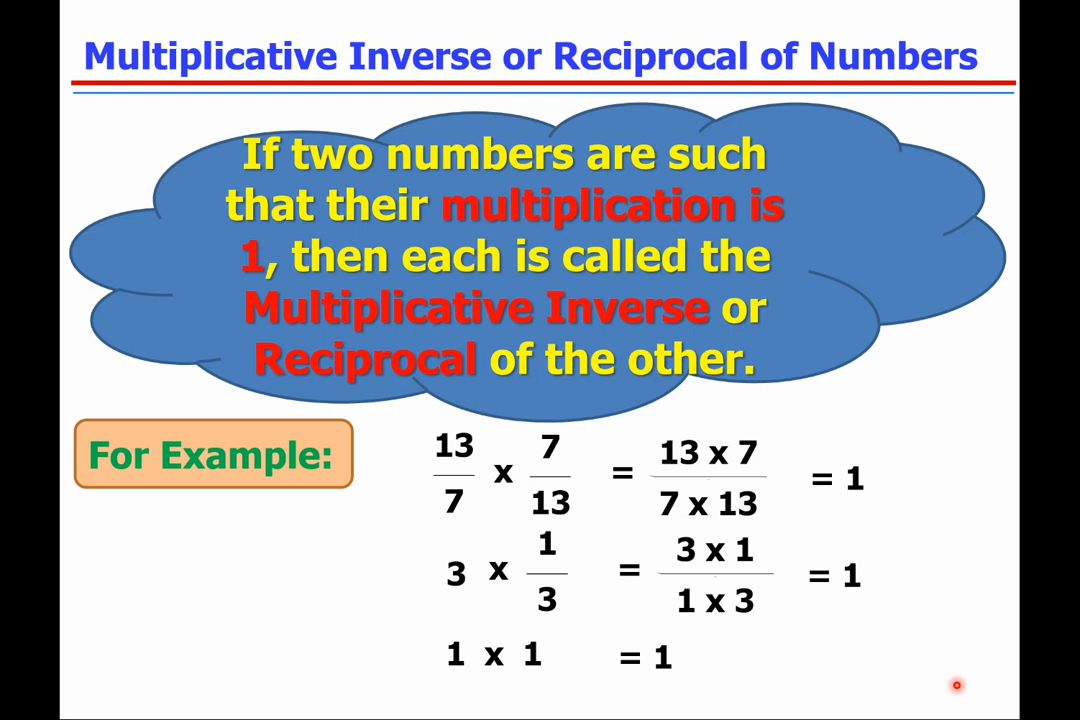 Multiplicative Inverse or Reciprocal of Numbers
If two numbers are such
that their multiplication is
1, then each is called the
Multiplicative Inverse or
Reciprocal of the other.
For Example:
13/7 x 7/13 = 13 x 7/7 x 13 = 1
3 x 1/3 = 3 x 1/1 x 3 = 1
1 x 1 = 1